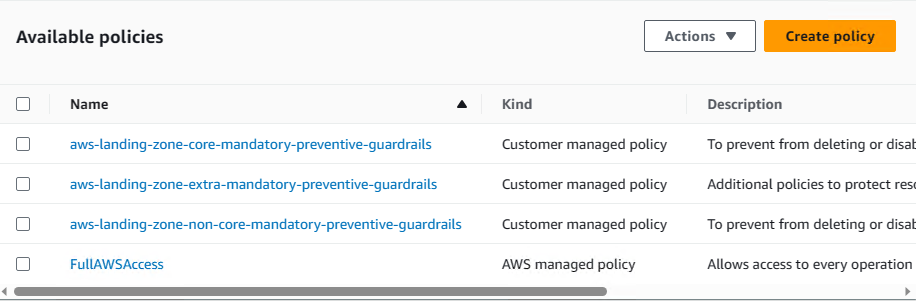 Available policies
Actions
Create policy
Name Kind Description
aws-landing-zone-core-mandatory-preventive-guardrails Customer managed policy To prevent from deleting or disab
aws-landing-zone-extra-mandatory-preventive-guardrails Customer managed policy Additional policies to protect reso
aws-landing-zone-non-core-mandatory-preventive-guardrails Customer managed policy To prevent from deleting or disab
FullAWSAccess AWS managed policy Allows access to every operation